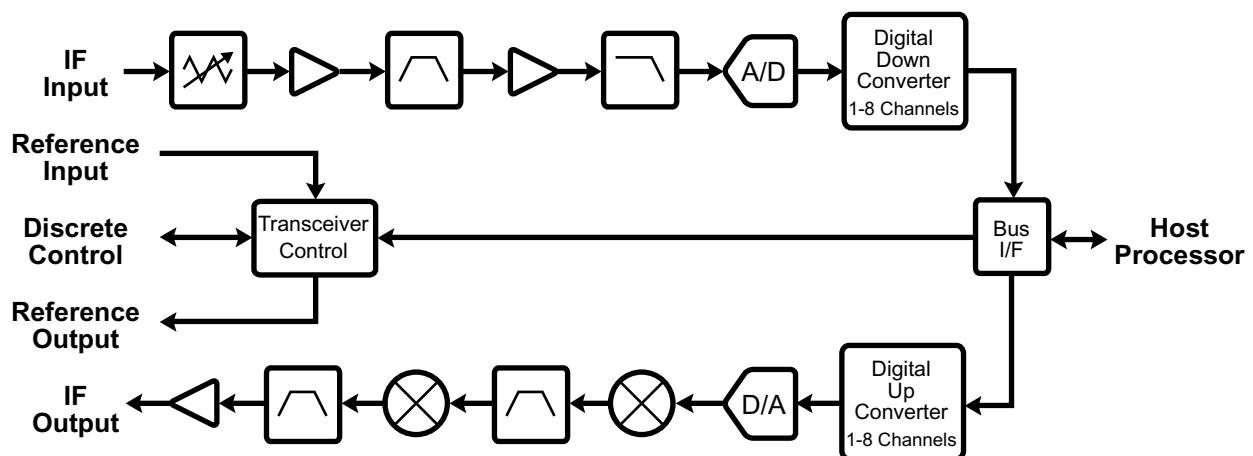 IF
Input
A/D
Digital
Down
Converter
1-8 Channels
Reference
Input
Discrete
Control
Transceiver
Control
Bus
I/F
Host
Processor
Reference
Output
IF
Output
D/A
Digital
Up
Converter
1-8 Channels